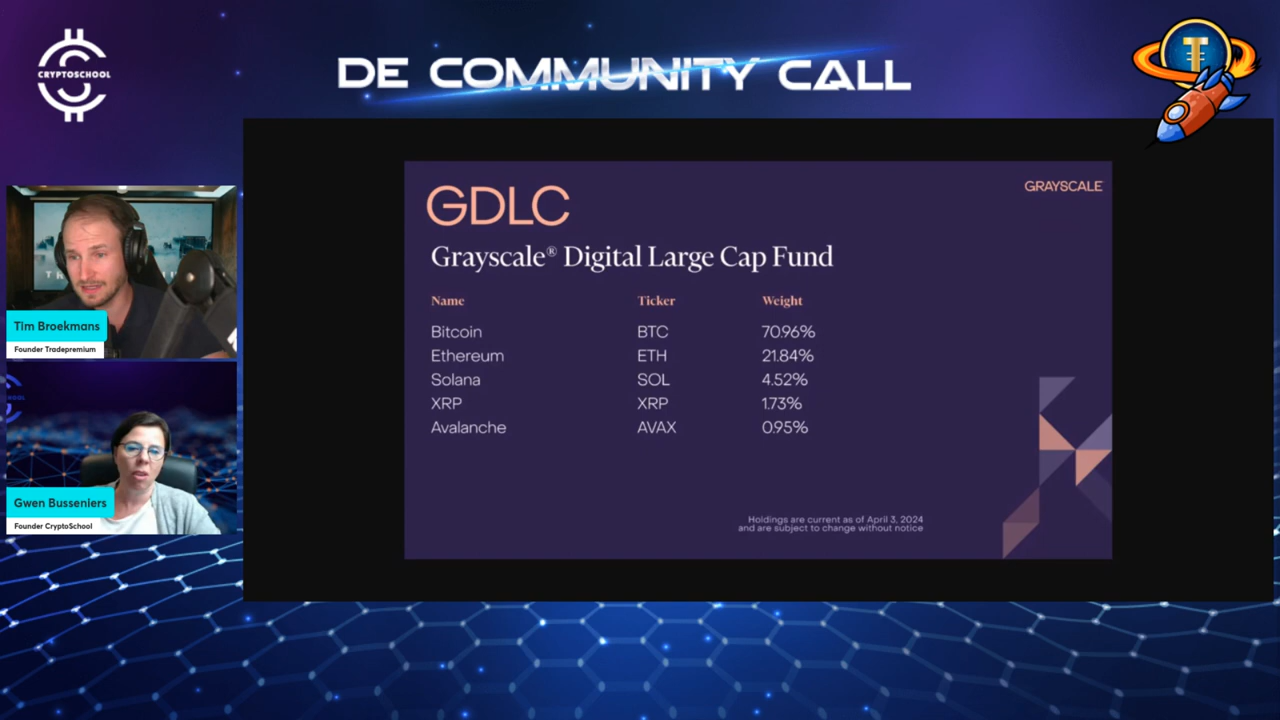 CRYPTOSCHOOL
DE COMMUNITY CALL
Tim Broekmans
Founder Tradepremium
Gwen Busseniers
Founder CryptoSchool
GRAYSCALE
GDLC
Grayscale® Digital Large Cap Fund
Name Ticker Weight
Bitcoin BTC 70.96%
Ethereum ETH 21.84%
Solana SOL 4.52%
XRP XRP 1.73%
Avalanche AVAX 0.95%
Holdings are current as of April 3, 2024
and are subject to change without notice